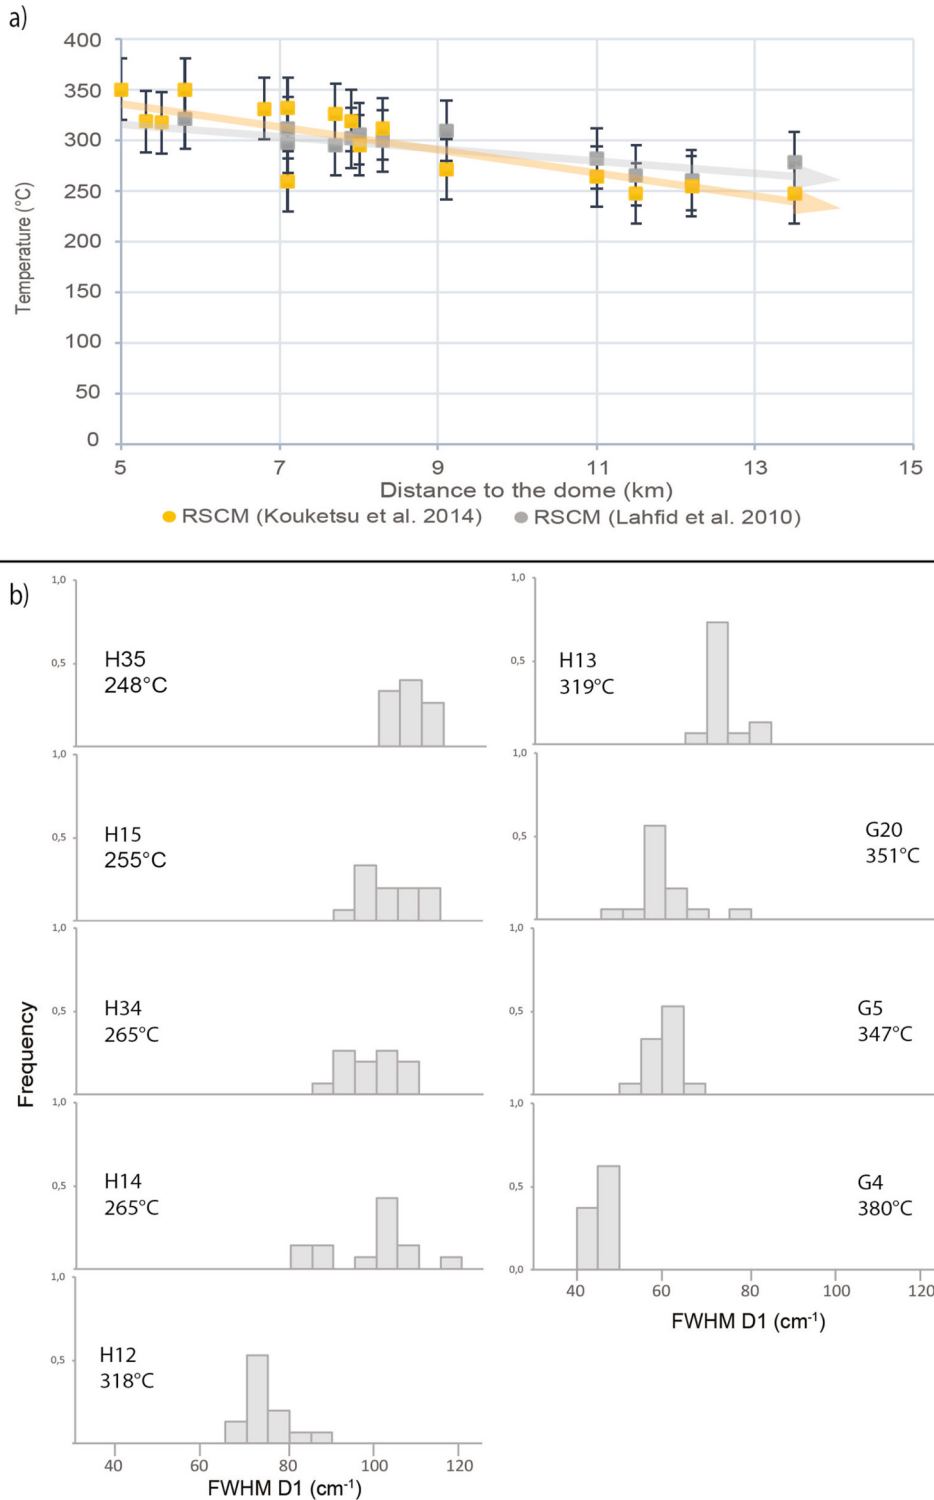 a)
400
350
300
250
200
150
100
50
0
Temperature (°C)
5 7 9 11 13 15
Distance to the dome (km)
RSCM (Kouketsu et al. 2014) RSCM (Lahfid et al. 2010)
b)
Frequency
1,0
0,5
H35
248°C
1,0
0,5
H15
255°C
1,0
0,5
H34
265°C
1,0
0,5
H14
265°C
1,0
0,5
H12
318°C
40 60 80 100 120
FWHM D1 (cm-1)
1,0
0,5
H13
319°C
1,0
0,5
G20
351°C
1,0
0,5
G5
347°C
1,0
0,5
0,0
G4
380°C
40 60 80 100 120
FWHM D1 (cm-1)